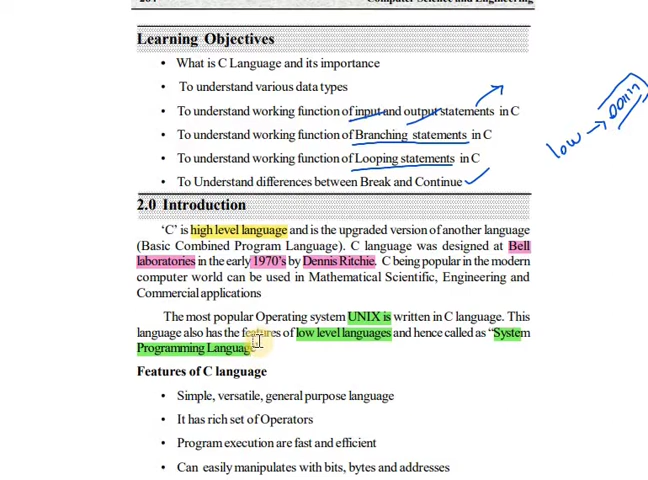 Computer Science and Engineering
Learning Objectives
• What is C Language and its importance
• To understand various data types
• To understand working function of input and output statements in C
• To understand working function of Branching statements in C
• To understand working function of Looping statements in C
• To Understand differences between Break and Continue
low →
2.0 Introduction
‘C’ is high level language and is the upgraded version of another language
(Basic Combined Program Language). C language was designed at Bell
laboratories in the early 1970’s by Dennis Ritchie. C being popular in the modern
computer world can be used in Mathematical Scientific, Engineering and
Commercial applications
The most popular Operating system UNIX is written in C language. This
language also has the features of low level languages and hence called as “System
Programming Language
Features of C language
• Simple, versatile, general purpose language
• It has rich set of Operators
• Program execution are fast and efficient
• Can easily manipulates with bits, bytes and addresses